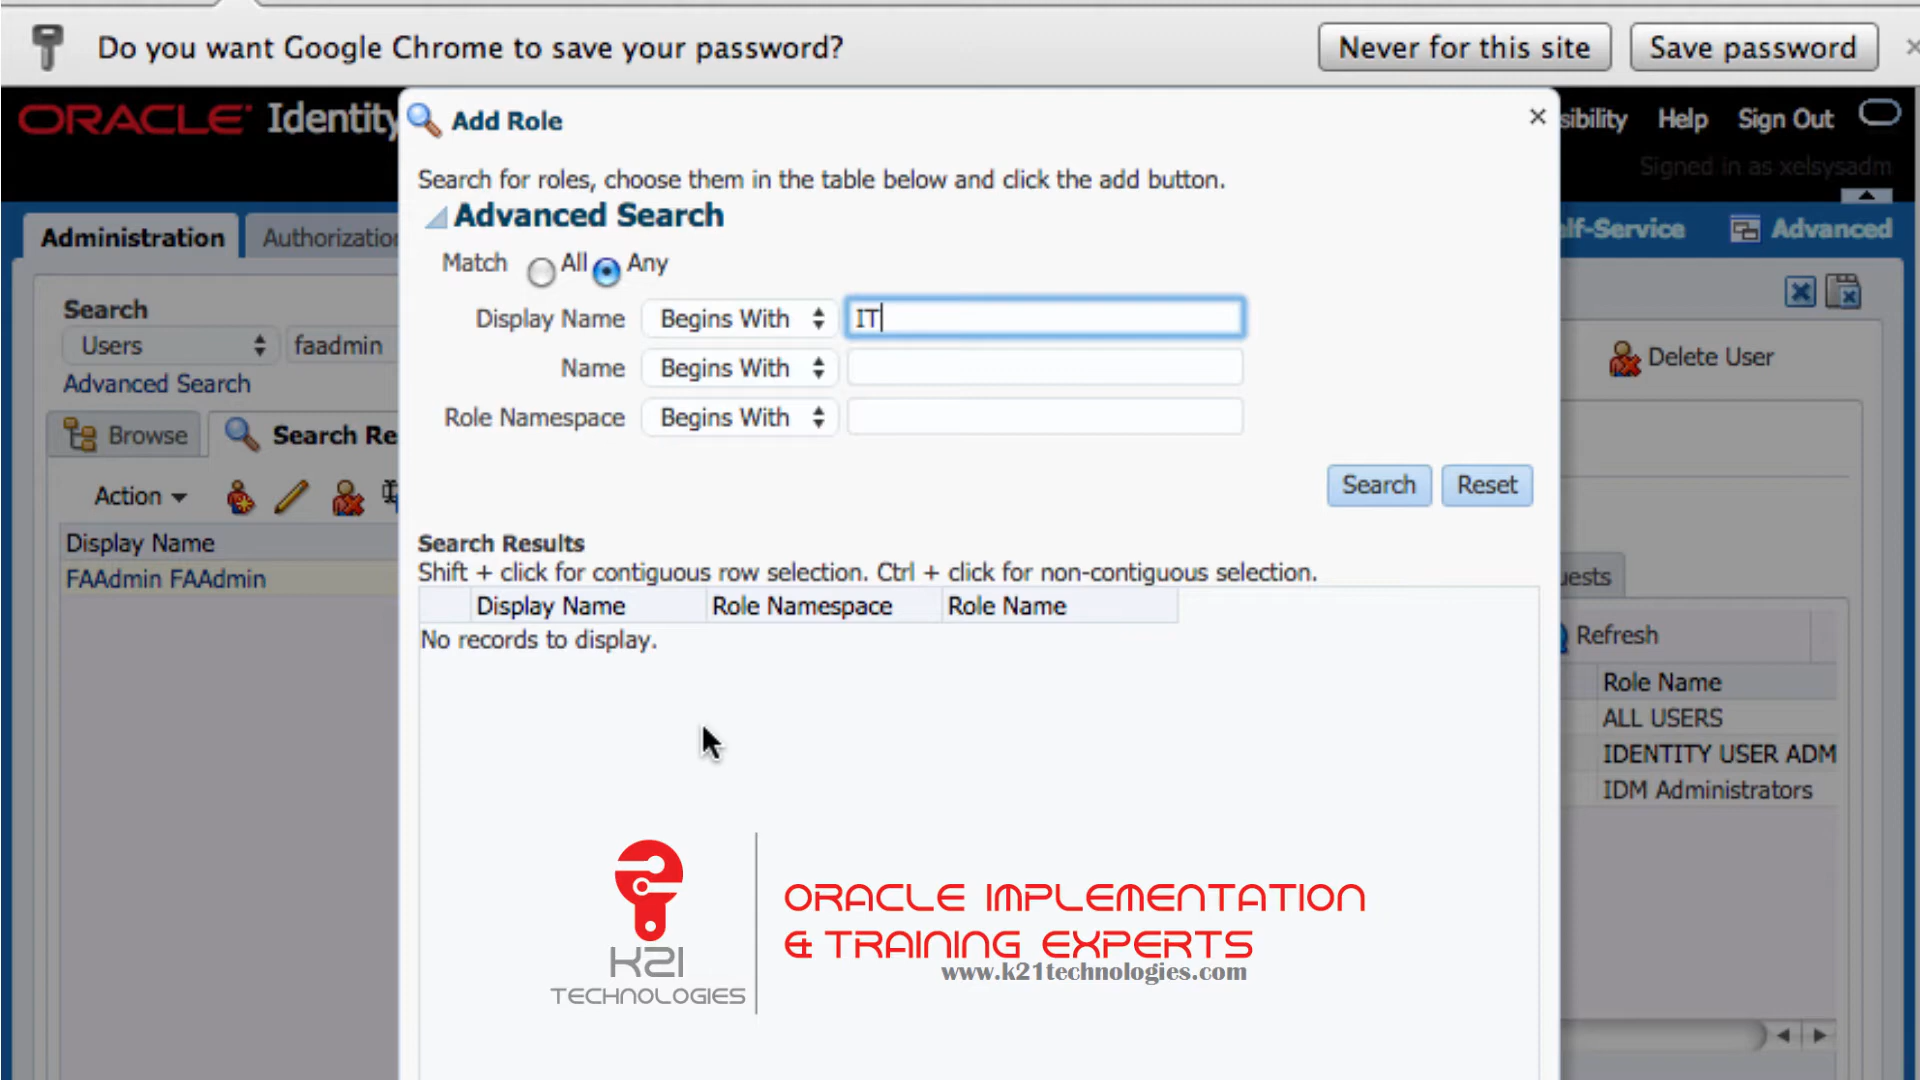 Do you want Google Chrome to save your password?
Never for this site
Save password
ORACLE Identity
Add Role
sibility
Help
Sign Out
Signed in as xelsysadm
Search for roles, choose them in the table below and click the add button.
Administration
Authorization
Advanced Search
elf-Service
Advanced
Match All Any
Search
Display Name Begins With IT
Users faadmin
Name Begins With
Delete User
Advanced Search
Role Namespace Begins With
Browse
Search Re
Search
Reset
Action
Search Results
Display Name
Shift + click for contiguous row selection. Ctrl + click for non-contiguous selection.
FAAdmin FAAdmin
uests
Display Name Role Namespace Role Name
No records to display.
Refresh
Role Name
ALL USERS
IDENTITY USER ADM
IDM Administrators
K21
TECHNOLOGIES
ORACLE IMPLEMENTATION
& TRAINING EXPERTS
www.k21technologies.com